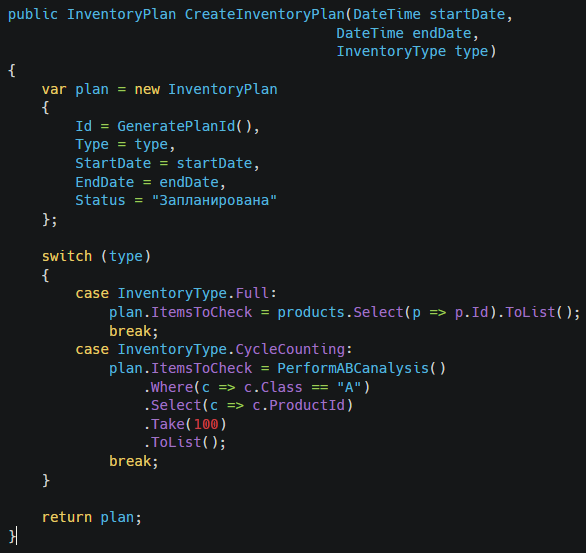 public InventoryPlan CreateInventoryPlan(DateTime startDate,
                                       DateTime endDate,
                                       InventoryType type)
{
    var plan = new InventoryPlan
    {
        Id = GeneratePlanId(),
        Type = type,
        StartDate = startDate,
        EndDate = endDate,
        Status = "Запланирована"
    };

    switch (type)
    {
        case InventoryType.Full:
            plan.ItemsToCheck = products.Select(p => p.Id).ToList();
            break;
        case InventoryType.CycleCounting:
            plan.ItemsToCheck = PerformABCanalysis()
                .Where(c => c.Class == "A")
                .Select(c => c.ProductId)
                .Take(100)
                .ToList();
            break;
    }

    return plan;
}